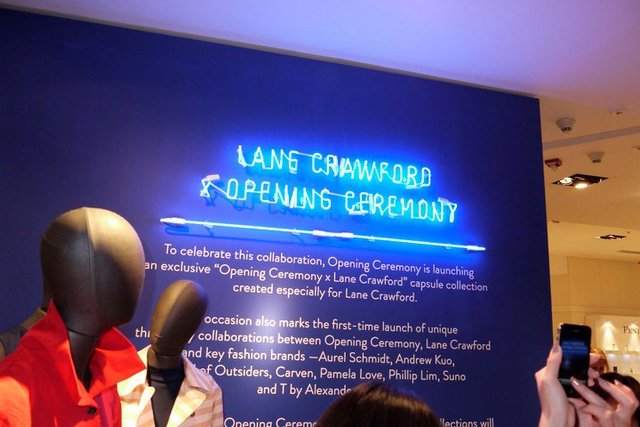 LANE CRAWFORD
X OPENING CEREMONY
To celebrate this collaboration, Opening Ceremony is launching
an exclusive “Opening Ceremony x Lane Crawford” capsule collection
created especially for Lane Crawford.
occasion also marks the first-time launch of unique
collaborations between Opening Ceremony, Lane Crawford
and key fashion brands —Aurel Schmidt, Andrew Kuo,
of Outsiders, Carven, Pamela Love, Phillip Lim, Suno
and T by
Opening
will